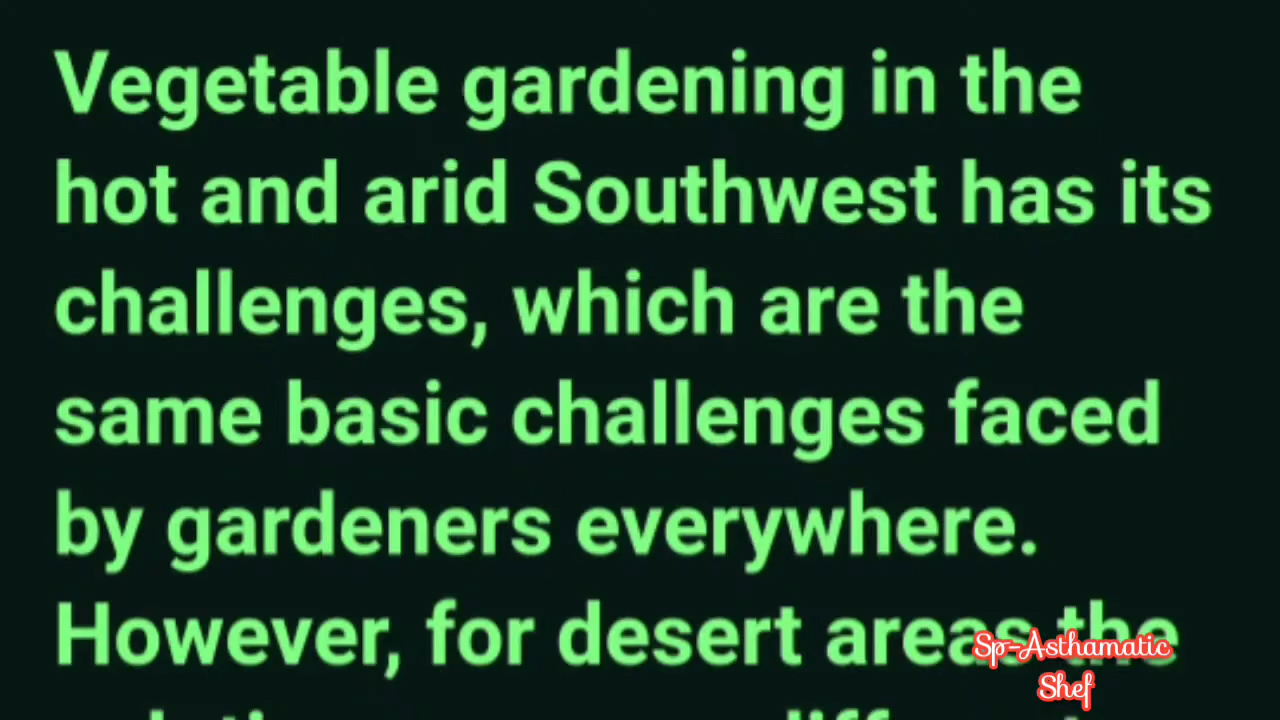 Vegetable gardening in the
hot and arid Southwest has its
challenges, which are the
same basic challenges faced
by gardeners everywhere.
However, for desert areas the
Sp-Asthamatic
Shef